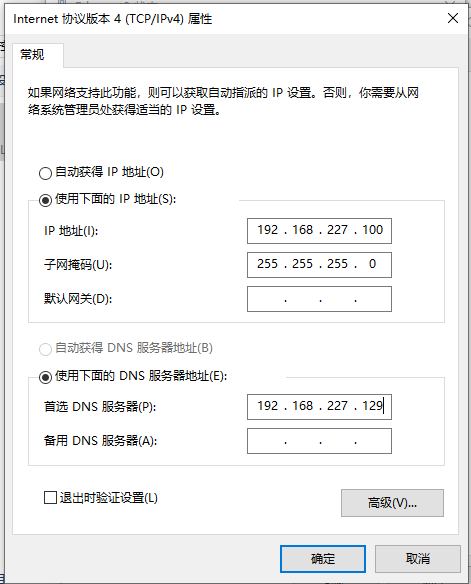 Internet 协议版本 4 (TCP/IPv4) 属性
常规
如果网络支持此功能，则可以获取自动指派的 IP 设置。否则，你需要从网
络系统管理员处获得适当的 IP 设置。
自动获得 IP 地址(O)
使用下面的 IP 地址(S):
IP 地址(I): 192 . 168 . 227 . 100
子网掩码(U): 255 . 255 . 255 . 0
默认网关(D): . . .
自动获得 DNS 服务器地址(B)
使用下面的 DNS 服务器地址(E):
首选 DNS 服务器(P): 192 . 168 . 227 . 129
备用 DNS 服务器(A): . . .
退出时验证设置(L)
高级(V)...
确定 取消